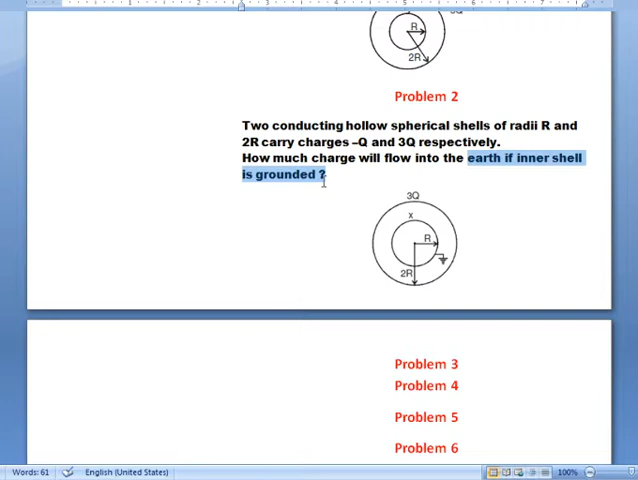 R
2R
Problem 2
Two conducting hollow spherical shells of radii R and
2R carry charges –Q and 3Q respectively.
How much charge will flow into the earth if inner shell
is grounded ?
3Q
x
R
2R
Problem 3
Problem 4
Problem 5
Problem 6
Words: 61 English (United States) 100%